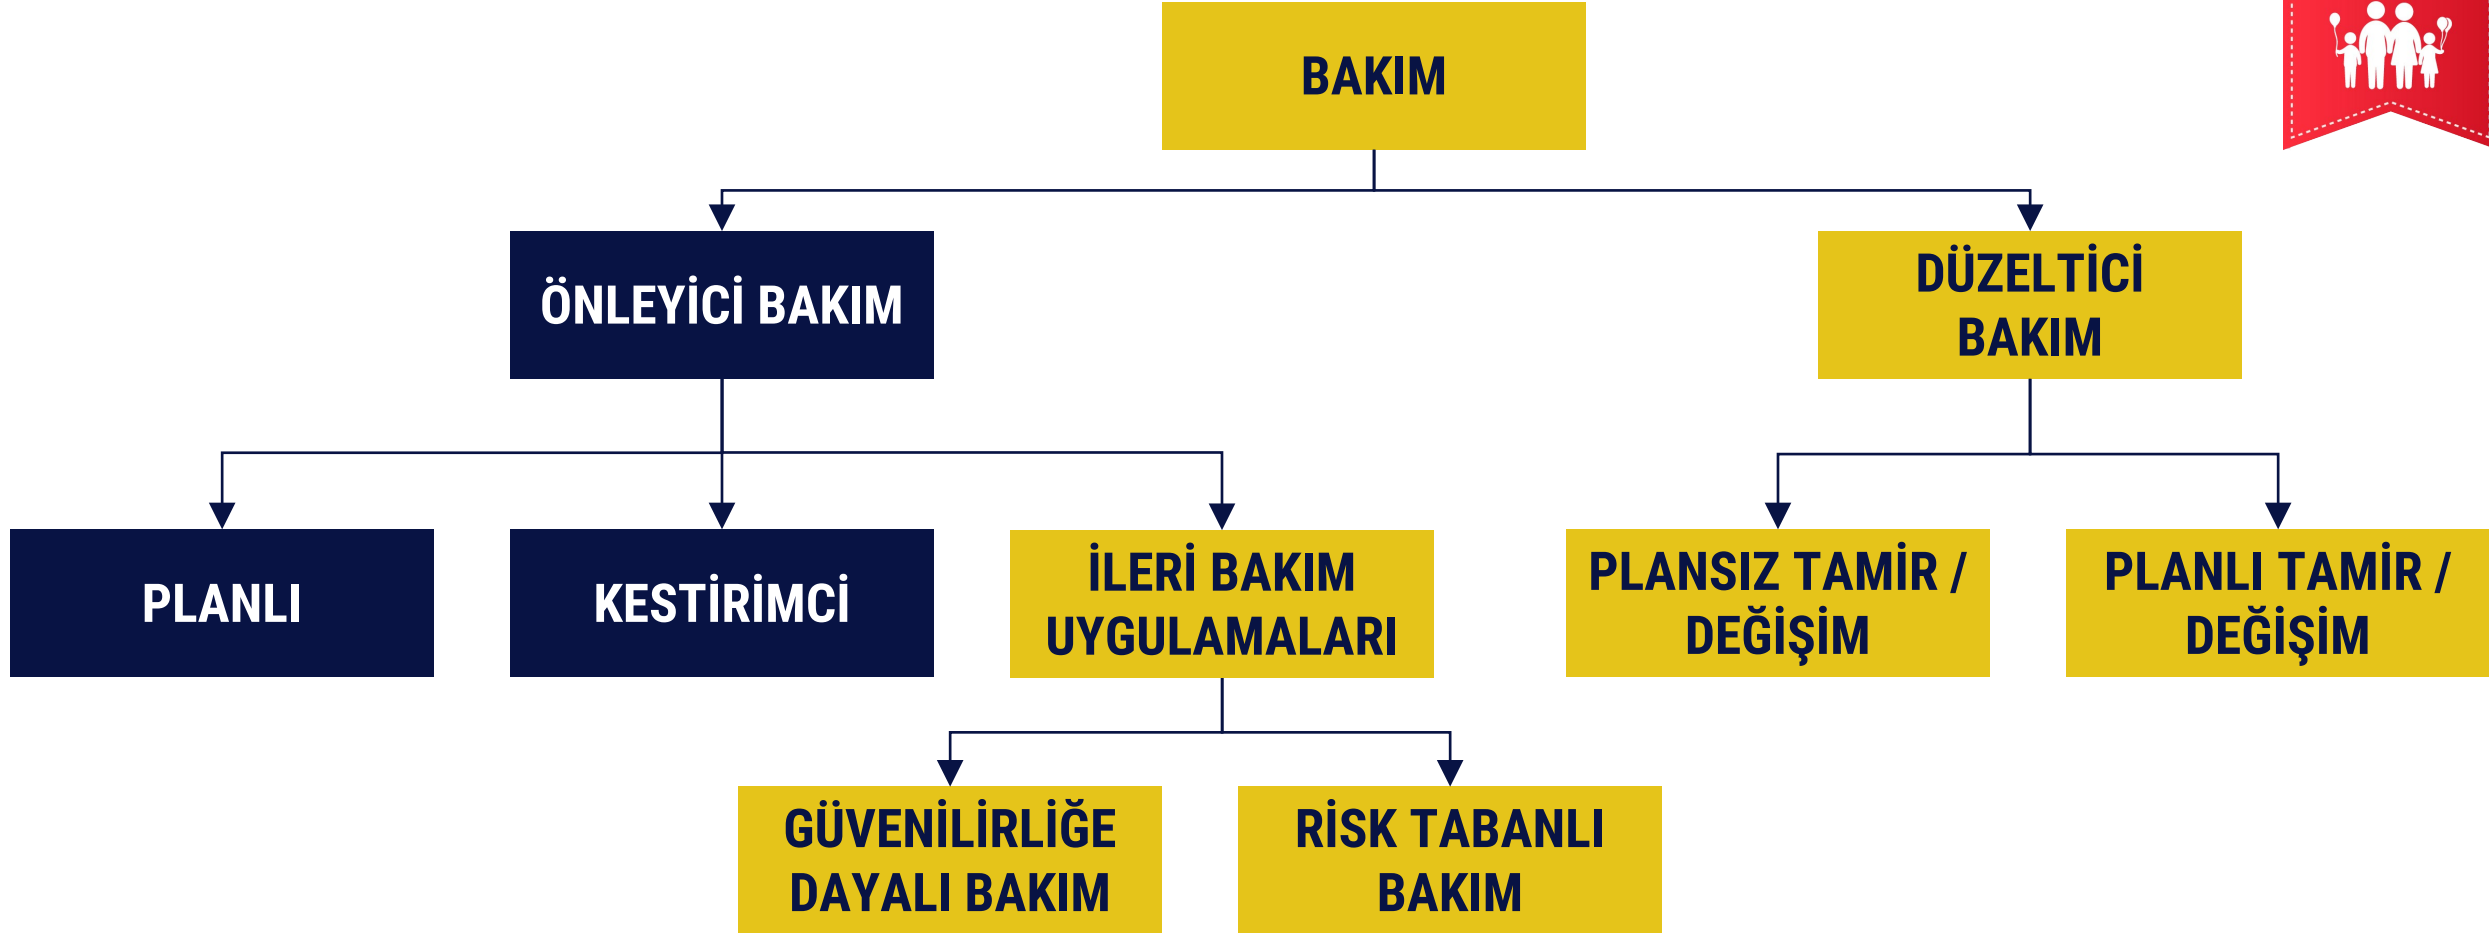 BAKIM
ÖNLEYİCİ BAKIM
DÜZELTİCİ
BAKIM
PLANLI
KESTİRİMCİ
İLERİ BAKIM
UYGULAMALARI
PLANSIZ TAMİR /
DEĞİŞİM
PLANLI TAMİR /
DEĞİŞİM
GÜVENİLİRLİĞE
DAYALI BAKIM
RİSK TABANLI
BAKIM